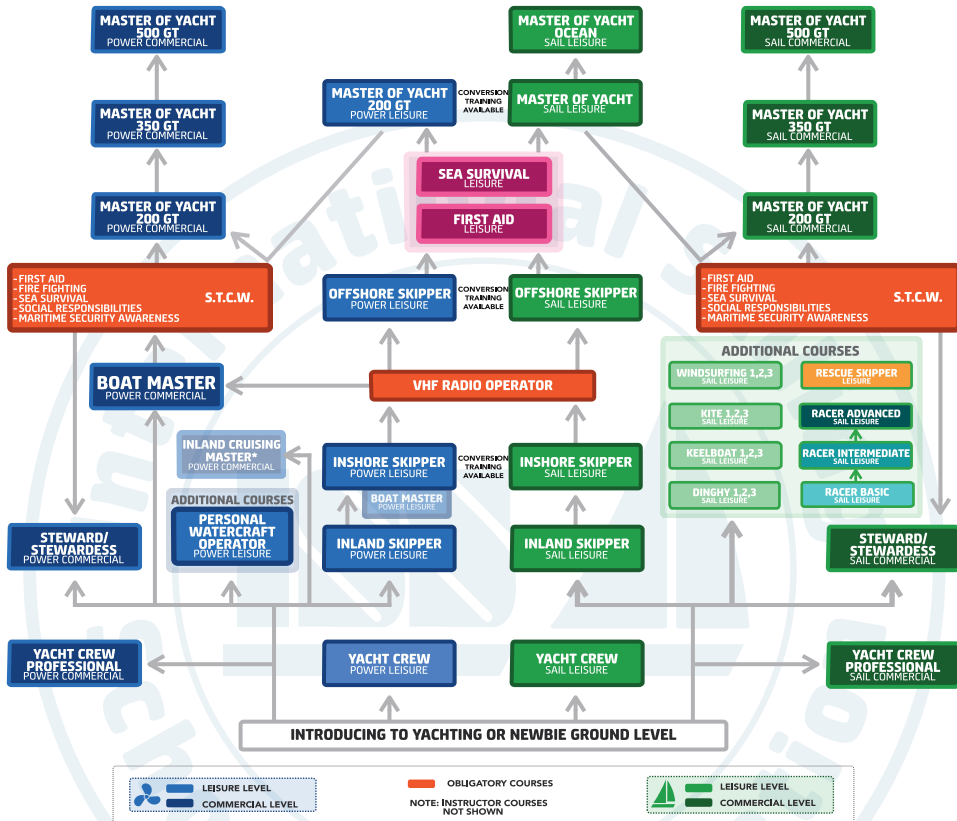 MASTER OF YACHT
500 GT
POWER COMMERCIAL
MASTER OF YACHT
OCEAN
SAIL LEISURE
MASTER OF YACHT
500 GT
SAIL COMMERCIAL
MASTER OF YACHT
350 GT
POWER COMMERCIAL
MASTER OF YACHT
200 GT
POWER LEISURE
CONVERSION
TRAINING
AVAILABLE
MASTER OF YACHT
SAIL LEISURE
MASTER OF YACHT
350 GT
SAIL COMMERCIAL
SEA SURVIVAL
LEISURE
FIRST AID
LEISURE
MASTER OF YACHT
200 GT
POWER COMMERCIAL
MASTER OF YACHT
200 GT
SAIL COMMERCIAL
-FIRST AID
-FIRE FIGHTING
-SEA SURVIVAL
-SOCIAL RESPONSIBILITIES
-MARITIME SECURITY AWARENESS
S.T.C.W.
OFFSHORE SKIPPER
POWER LEISURE
CONVERSION
TRAINING
AVAILABLE
OFFSHORE SKIPPER
SAIL LEISURE
-FIRST AID
-FIRE FIGHTING
-SEA SURVIVAL
-SOCIAL RESPONSIBILITIES
-MARITIME SECURITY AWARENESS
S.T.C.W.
BOAT MASTER
POWER COMMERCIAL
VHF RADIO OPERATOR
ADDITIONAL COURSES
WINDSURFING 1,2,3
SAIL LEISURE
RESCUE SKIPPER
LEISURE
KITE 1,2,3
SAIL LEISURE
RACER ADVANCED
SAIL LEISURE
KEELBOAT 1,2,3
SAIL LEISURE
RACER INTERMEDIATE
SAIL LEISURE
DINGHY 1,2,3
SAIL LEISURE
RACER BASIC
SAIL LEISURE
INLAND CRUISING
MASTER*
POWER COMMERCIAL
INSHORE SKIPPER
POWER LEISURE
CONVERSION
TRAINING
AVAILABLE
INSHORE SKIPPER
SAIL LEISURE
BOAT MASTER
POWER LEISURE
ADDITIONAL COURSES
PERSONAL
WATERCRAFT
OPERATOR
POWER LEISURE
STEWARD/
STEWARDESS
POWER COMMERCIAL
INLAND SKIPPER
POWER LEISURE
INLAND SKIPPER
SAIL LEISURE
STEWARD/
STEWARDESS
SAIL COMMERCIAL
YACHT CREW
PROFESSIONAL
POWER COMMERCIAL
YACHT CREW
POWER LEISURE
YACHT CREW
SAIL LEISURE
YACHT CREW
PROFESSIONAL
SAIL COMMERCIAL
INTRODUCING TO YACHTING OR NEWBIE GROUND LEVEL
LEISURE LEVEL
COMMERCIAL LEVEL
OBLIGATORY COURSES
NOTE: INSTRUCTOR COURSES
NOT SHOWN
LEISURE LEVEL
COMMERCIAL LEVEL